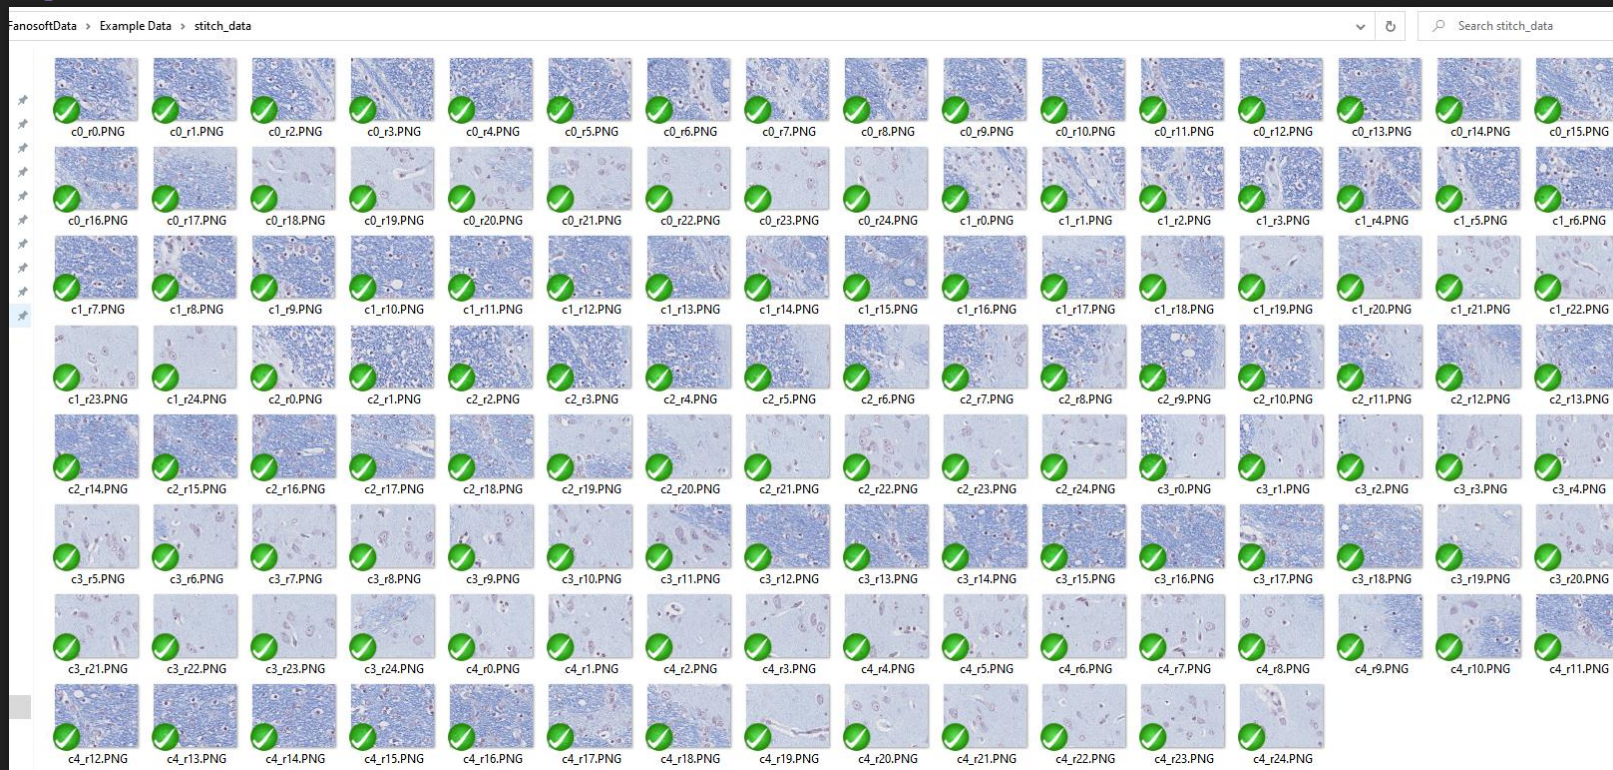 FanosoftData > Example Data > stitch_data Search stitch_data
c0_r0.PNG c0_r1.PNG c0_r2.PNG c0_r3.PNG c0_r4.PNG c0_r5.PNG c0_r6.PNG c0_r7.PNG c0_r8.PNG c0_r9.PNG c0_r10.PNG c0_r11.PNG c0_r12.PNG c0_r13.PNG c0_r14.PNG c0_r15.PNG
c0_r16.PNG c0_r17.PNG c0_r18.PNG c0_r19.PNG c0_r20.PNG c0_r21.PNG c0_r22.PNG c0_r23.PNG c0_r24.PNG c1_r0.PNG c1_r1.PNG c1_r2.PNG c1_r3.PNG c1_r4.PNG c1_r5.PNG c1_r6.PNG
c1_r7.PNG c1_r8.PNG c1_r9.PNG c1_r10.PNG c1_r11.PNG c1_r12.PNG c1_r13.PNG c1_r14.PNG c1_r15.PNG c1_r16.PNG c1_r17.PNG c1_r18.PNG c1_r19.PNG c1_r20.PNG c1_r21.PNG c1_r22.PNG
c1_r23.PNG c1_r24.PNG c2_r0.PNG c2_r1.PNG c2_r2.PNG c2_r3.PNG c2_r4.PNG c2_r5.PNG c2_r6.PNG c2_r7.PNG c2_r8.PNG c2_r9.PNG c2_r10.PNG c2_r11.PNG c2_r12.PNG c2_r13.PNG
c2_r14.PNG c2_r15.PNG c2_r16.PNG c2_r17.PNG c2_r18.PNG c2_r19.PNG c2_r20.PNG c2_r21.PNG c2_r22.PNG c2_r23.PNG c2_r24.PNG c3_r0.PNG c3_r1.PNG c3_r2.PNG c3_r3.PNG c3_r4.PNG
c3_r5.PNG c3_r6.PNG c3_r7.PNG c3_r8.PNG c3_r9.PNG c3_r10.PNG c3_r11.PNG c3_r12.PNG c3_r13.PNG c3_r14.PNG c3_r15.PNG c3_r16.PNG c3_r17.PNG c3_r18.PNG c3_r19.PNG c3_r20.PNG
c3_r21.PNG c3_r22.PNG c3_r23.PNG c3_r24.PNG c4_r0.PNG c4_r1.PNG c4_r2.PNG c4_r3.PNG c4_r4.PNG c4_r5.PNG c4_r6.PNG c4_r7.PNG c4_r8.PNG c4_r9.PNG c4_r10.PNG c4_r11.PNG
c4_r12.PNG c4_r13.PNG c4_r14.PNG c4_r15.PNG c4_r16.PNG c4_r17.PNG c4_r18.PNG c4_r19.PNG c4_r20.PNG c4_r21.PNG c4_r22.PNG c4_r23.PNG c4_r24.PNG